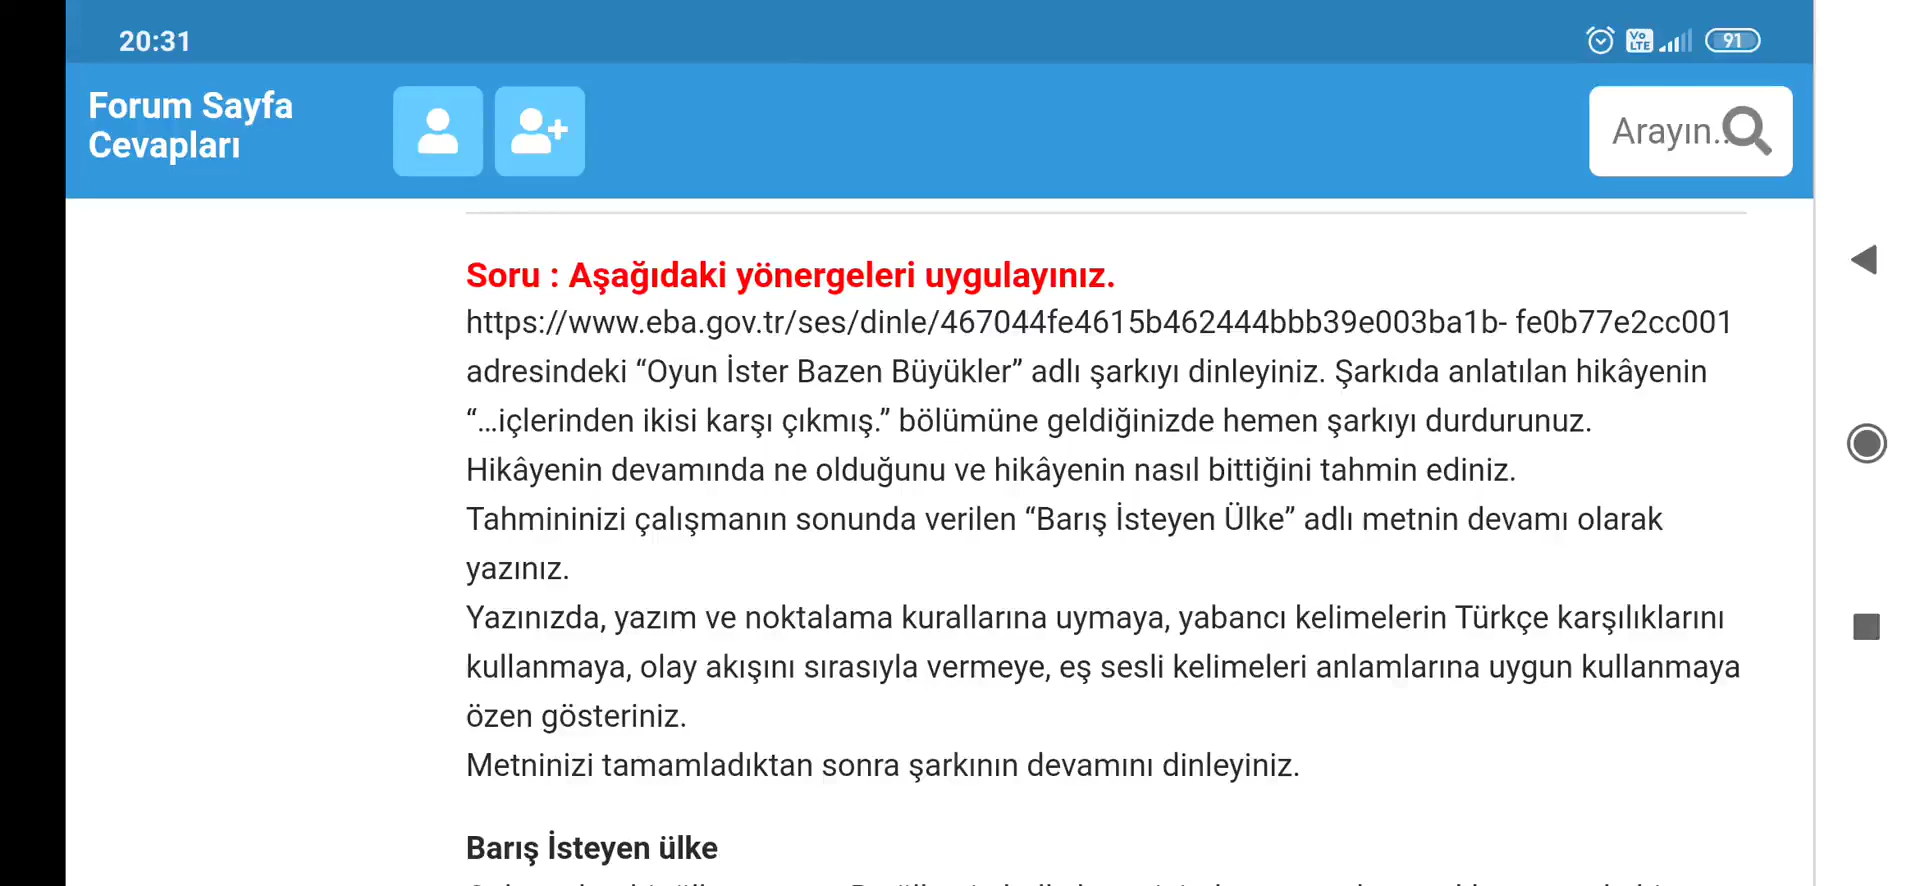 20:31
Vo LTE
91
Forum Sayfa
Cevapları
Arayın..
Soru : Aşağıdaki yönergeleri uygulayınız.
https://www.eba.gov.tr/ses/dinle/467044fe4615b462444bbb39e003ba1b- fe0b77e2cc001
adresindeki “Oyun İster Bazen Büyükler” adlı şarkıyı dinleyiniz. Şarkıda anlatılan hikâyenin
“…içlerinden ikisi karşı çıkmış.” bölümüne geldiğinizde hemen şarkıyı durdurunuz.
Hikâyenin devamında ne olduğunu ve hikâyenin nasıl bittiğini tahmin ediniz.
Tahmininizi çalışmanın sonunda verilen “Barış İsteyen Ülke” adlı metnin devamı olarak
yazınız.
Yazınızda, yazım ve noktalama kurallarına uymaya, yabancı kelimelerin Türkçe karşılıklarını
kullanmaya, olay akışını sırasıyla vermeye, eş sesli kelimeleri anlamlarına uygun kullanmaya
özen gösteriniz.
Metninizi tamamladıktan sonra şarkının devamını dinleyiniz.
Barış İsteyen ülke